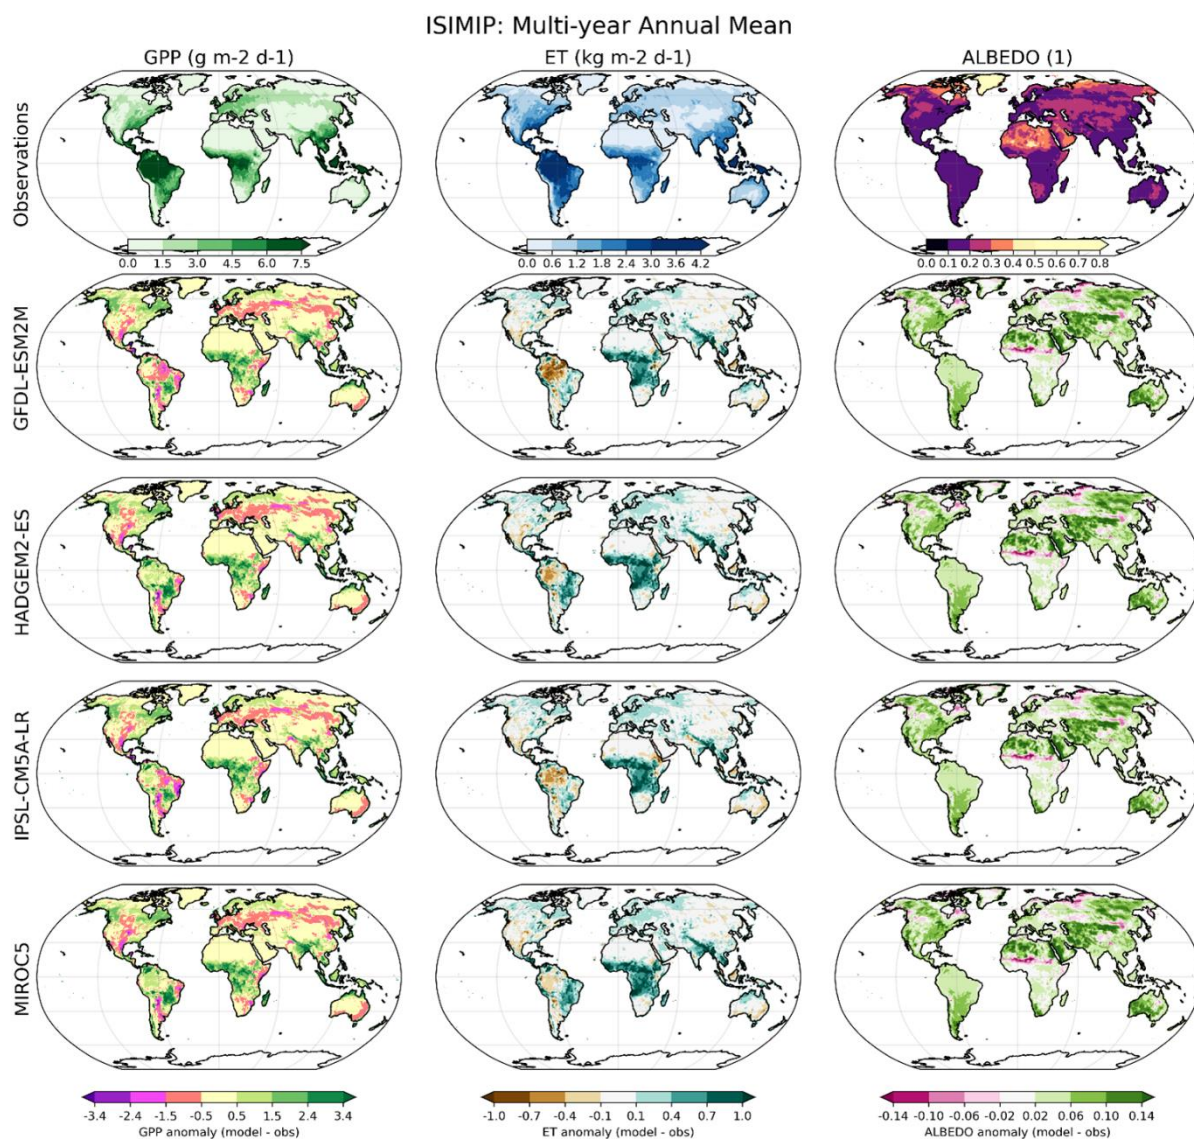 ISIMIP: Multi-year Annual Mean
GPP (g m-2 d-1)
ET (kg m-2 d-1)
ALBEDO (1)
Observations
0.0 1.5 3.0 4.5 6.0 7.5
0.0 0.6 1.2 1.8 2.4 3.0 3.6 4.2
0.0 0.1 0.2 0.3 0.4 0.5 0.6 0.7 0.8
GFDL-ESM2M
HADGEM2-ES
IPSL-CM5A-LR
MIROC5
-3.4 -2.4 -1.5 -0.5 0.5 1.5 2.4 3.4
GPP anomaly (model - obs)
-1.0 -0.7 -0.4 -0.1 0.1 0.4 0.7 1.0
ET anomaly (model - obs)
-0.14 -0.10 -0.06 -0.02 0.02 0.06 0.10 0.14
ALBEDO anomaly (model - obs)